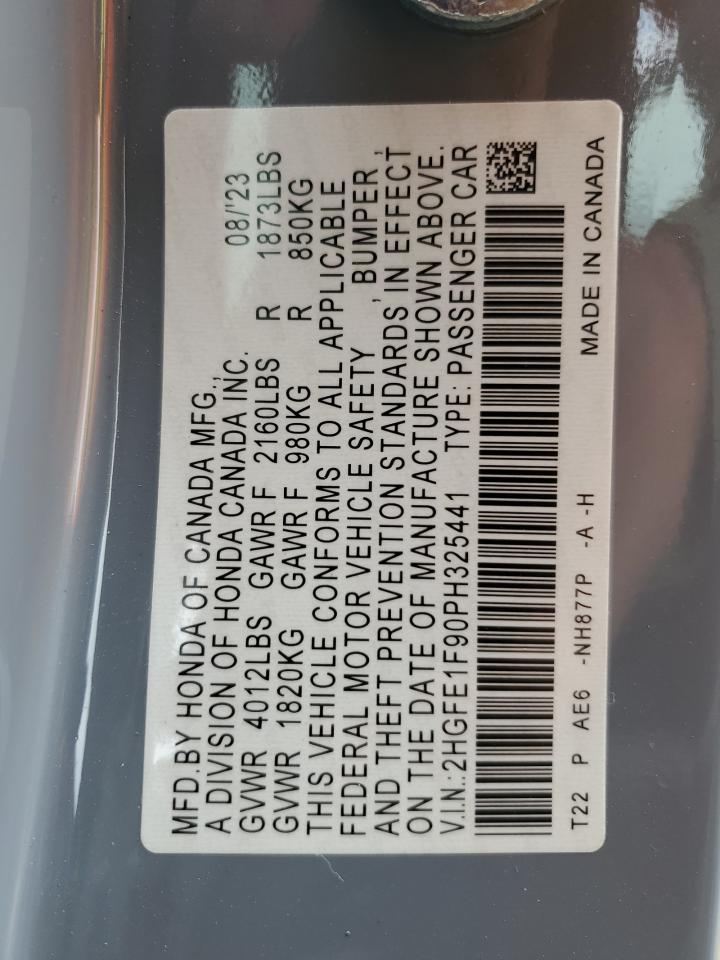 MFD.BY HONDA OF CANADA MFG.,
A DIVISION OF HONDA CANADA INC. 08/'23
GVWR 4012LBS GAWR F 2160LBS R 1873LBS
GVWR 1820KG GAWR F 980KG R 850KG
THIS VEHICLE CONFORMS TO ALL APPLICABLE
FEDERAL MOTOR VEHICLE SAFETY , BUMPER ,
AND THEFT PREVENTION STANDARDS IN EFFECT
ON THE DATE OF MANUFACTURE SHOWN ABOVE.
V.I.N.:2HGFE1F90PH325441 TYPE: PASSENGER CAR
T22 P AE6 -NH877P -A -H MADE IN CANADA